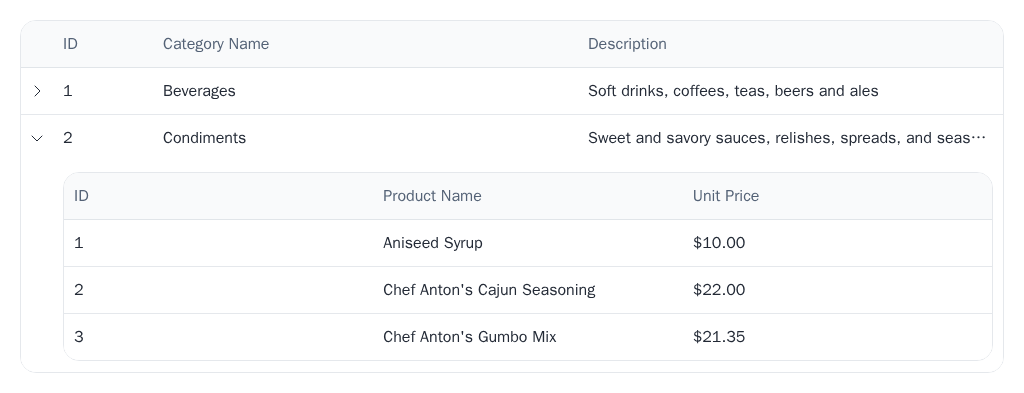 ID Category Name Description
1 Beverages Soft drinks, coffees, teas, beers and ales
2 Condiments Sweet and savory sauces, relishes, spreads, and seas···
ID Product Name Unit Price
1 Aniseed Syrup $10.00
2 Chef Anton's Cajun Seasoning $22.00
3 Chef Anton's Gumbo Mix $21.35